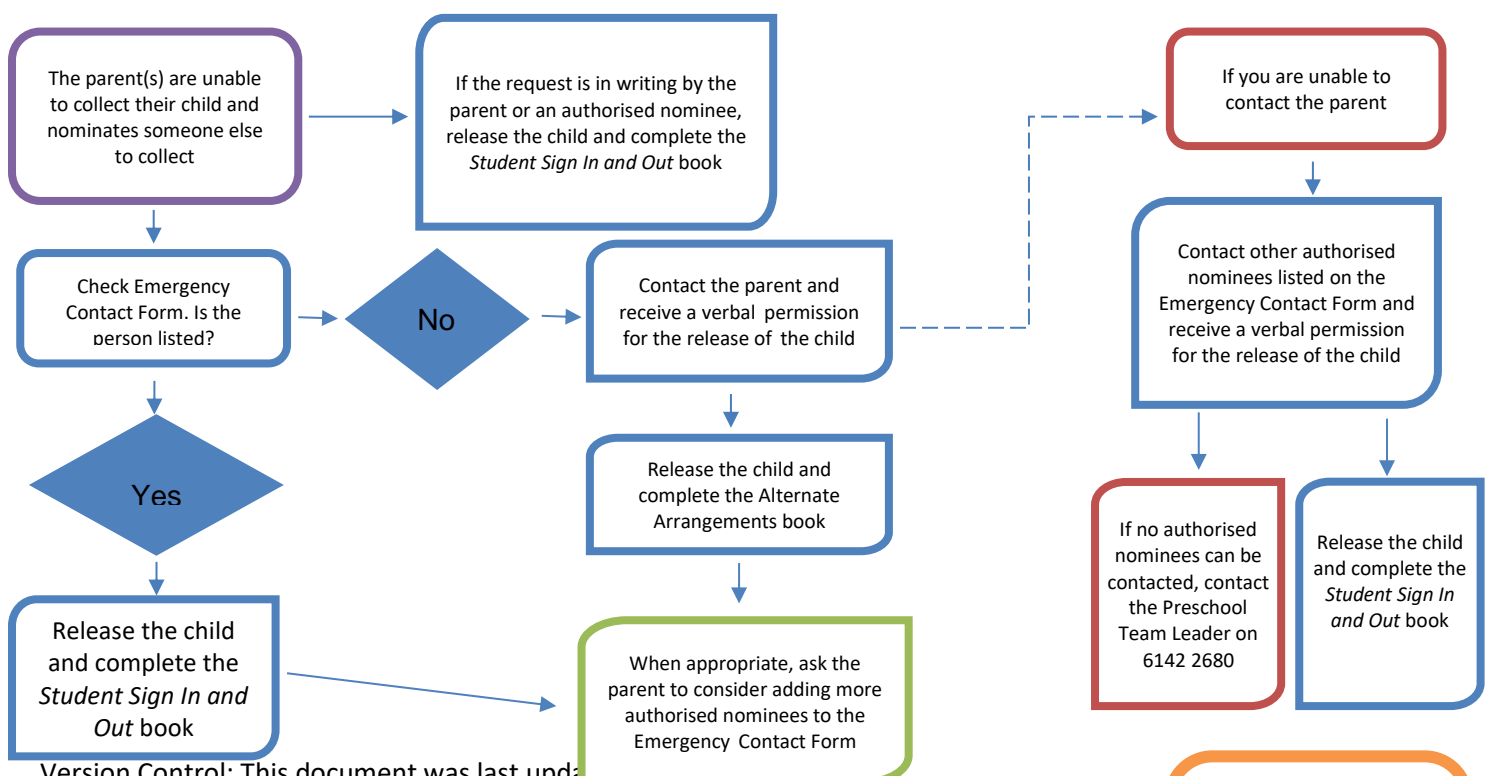 The parent(s) are unable
to collect their child and
nominates someone else
to collect
If the request is in writing by the
parent or an authorised nominee,
release the child and complete the
Student Sign In and Out book
If you are unable to
contact the parent
Check Emergency
Contact Form. Is the
person listed?
No
Contact the parent and
receive a verbal permission
for the release of the child
Contact other authorised
nominees listed on the
Emergency Contact Form and
receive a verbal permission
for the release of the child
Yes
Release the child and
complete the Alternate
Arrangements book
If no authorised
nominees can be
contacted, contact
the Preschool
Team Leader on
6142 2680
Release the child
and complete the
Student Sign In
and Out book
Release the child
and complete the
Student Sign In and
Out book
When appropriate, ask the
parent to consider adding more
authorised nominees to the
Emergency Contact Form
Version Control: This document was last